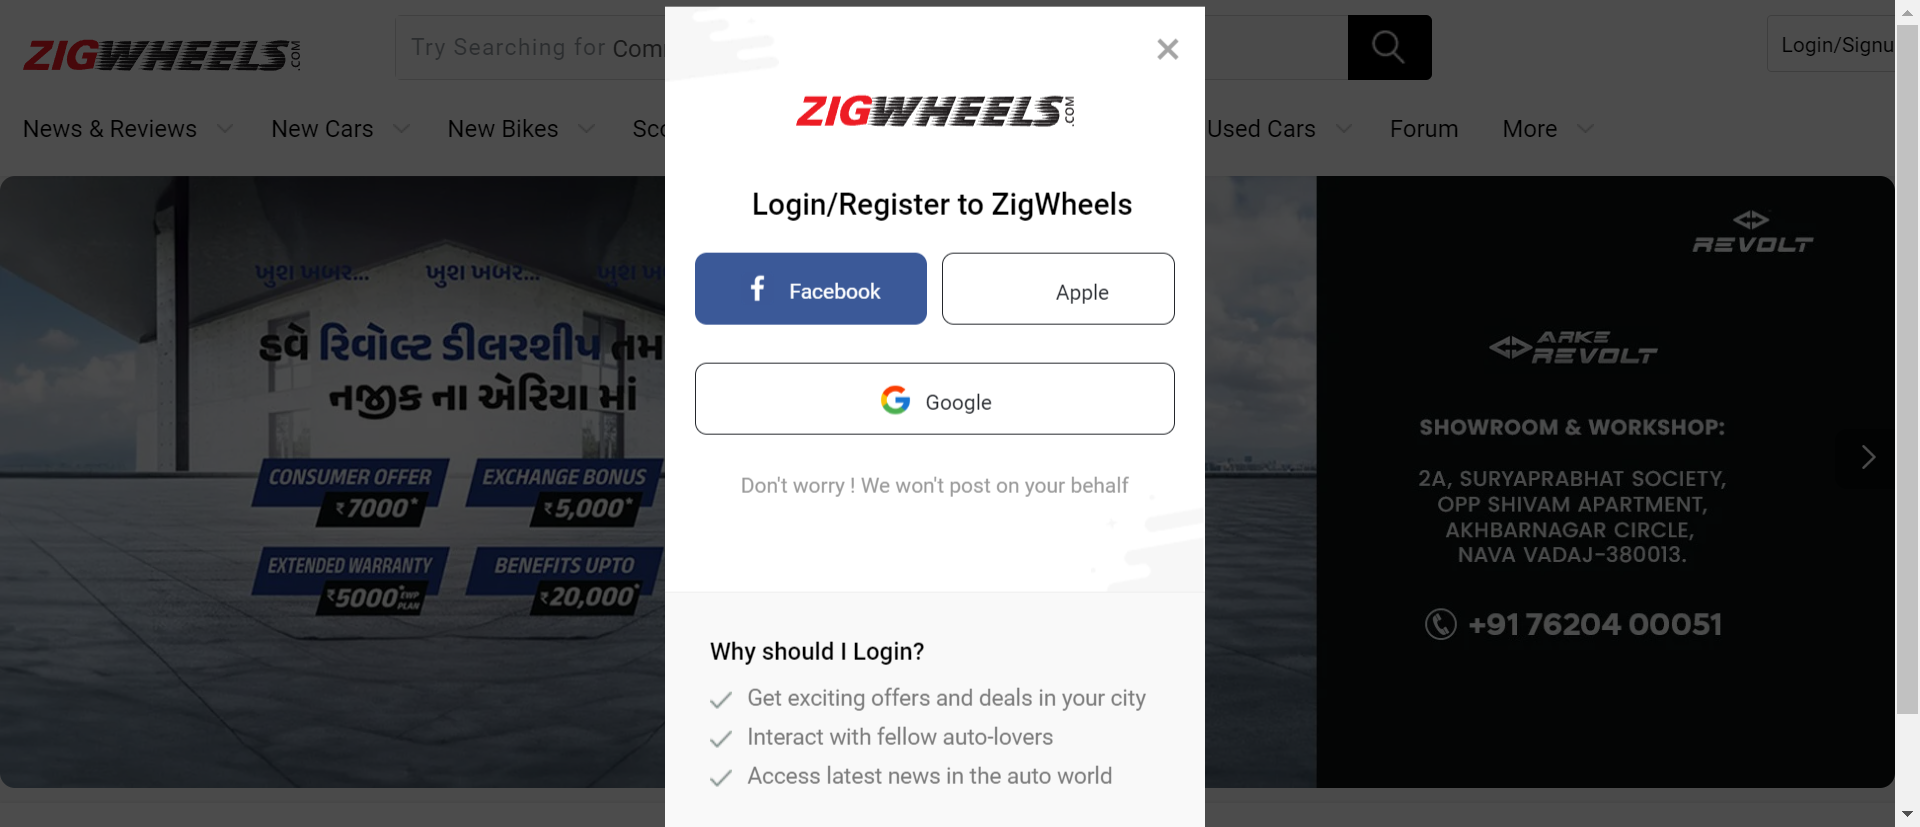 ZIGWHEELS.COM
Try Searching for Com
Login/Signu
News & Reviews
New Cars
New Bikes
Sco
Used Cars
Forum
More
ZIGWHEELS.COM
Login/Register to ZigWheels
Facebook
Apple
Google
Don't worry ! We won't post on your behalf
Why should I Login?
Get exciting offers and deals in your city
Interact with fellow auto-lovers
Access latest news in the auto world
ખુશ ખબર... ખુશ ખબર... ખુશ ખ
હવે રિવોલ્ટ ડીલરશીપ તમ
નજીક ના એરિયા માં
CONSUMER OFFER
₹7000*
EXCHANGE BONUS
₹5,000*
EXTENDED WARRANTY
₹5000* EWP PLAN
BENEFITS UPTO
₹20,000*
REVOLT
ARKE
REVOLT
SHOWROOM & WORKSHOP:
2A, SURYAPRABHAT SOCIETY,
OPP SHIVAM APARTMENT,
AKHBARNAGAR CIRCLE,
NAVA VADAJ-380013.
+91 76204 00051